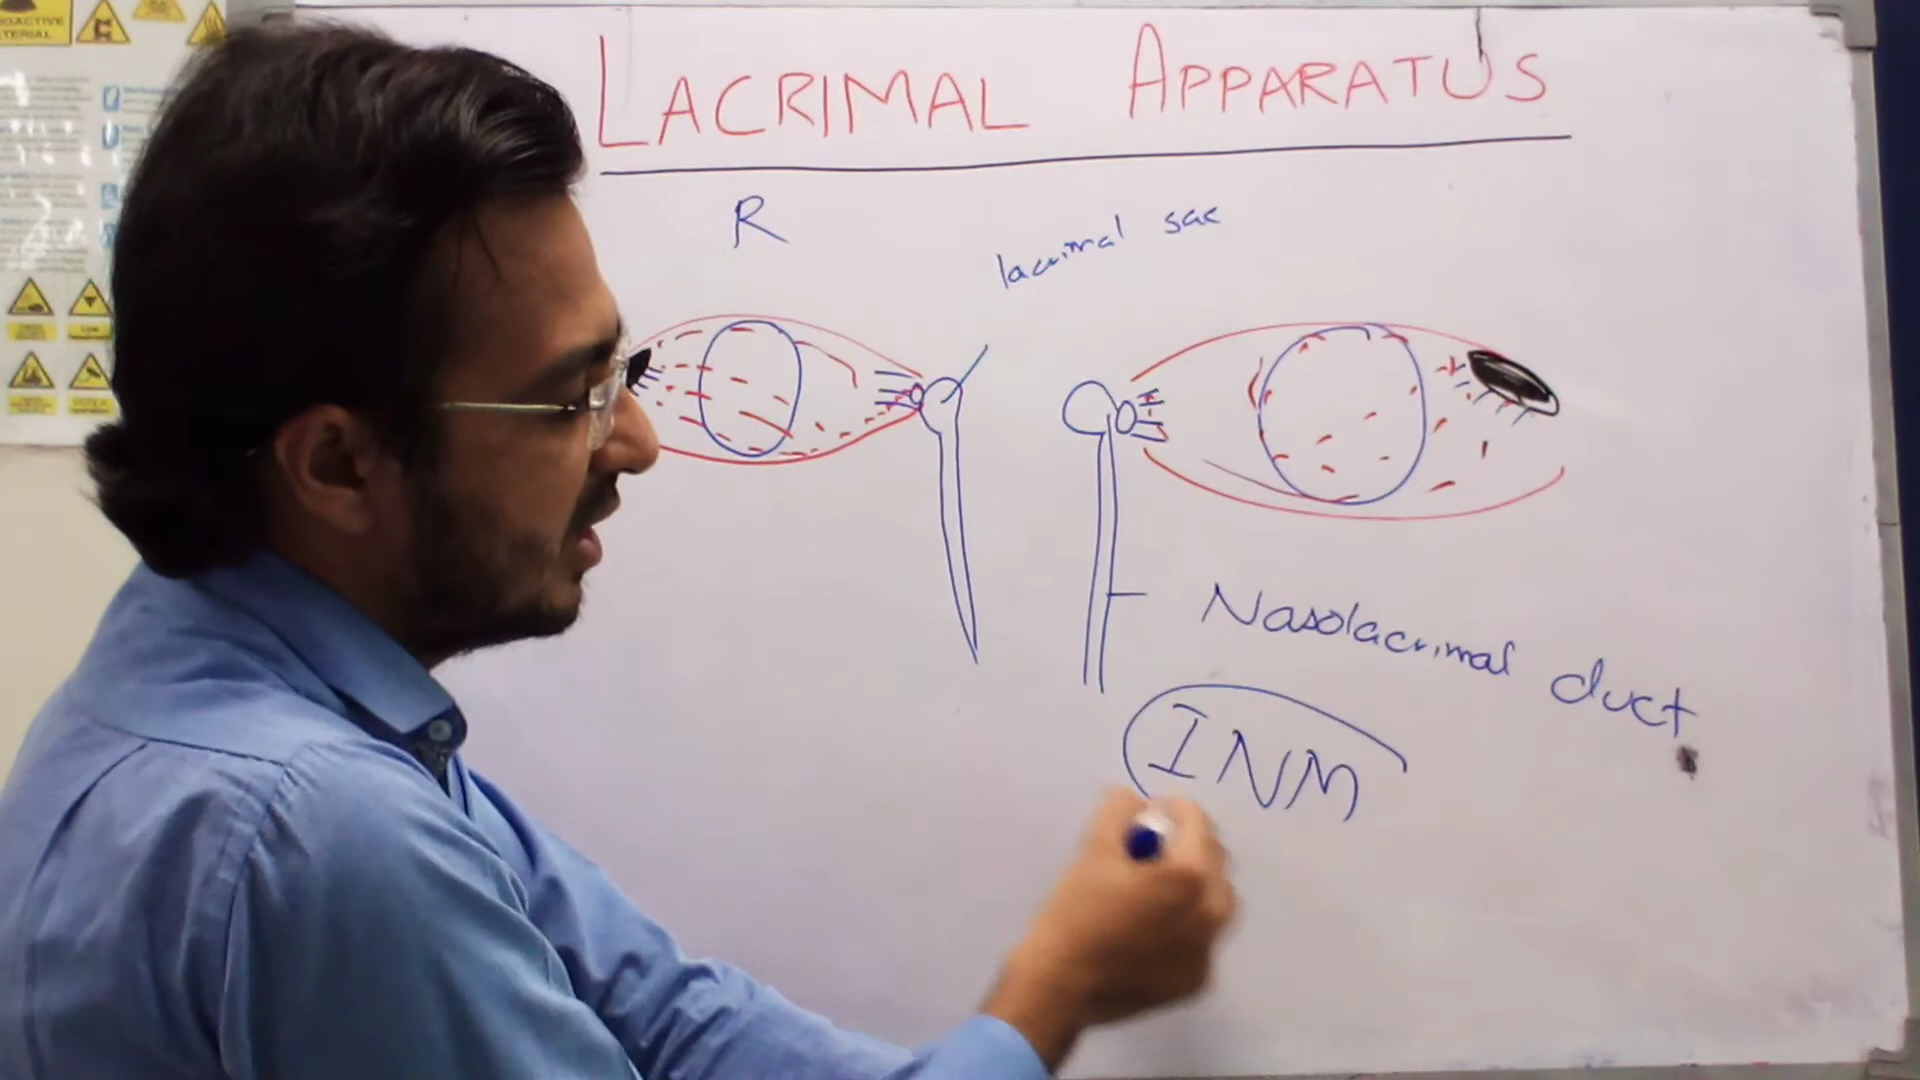 LACRIMAL APPARATUS
R
lacrimal sac
Nasolacrimal duct
INM